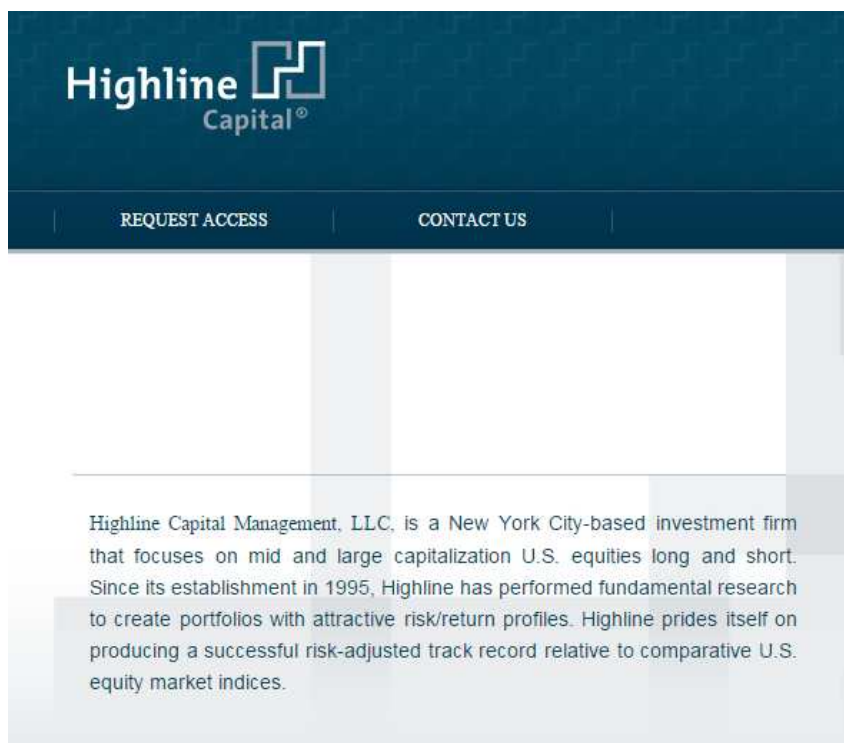 Highline
Capital®
REQUEST ACCESS
CONTACT US
Highline Capital Management, LLC, is a New York City-based investment firm
that focuses on mid and large capitalization U.S. equities long and short.
Since its establishment in 1995, Highline has performed fundamental research
to create portfolios with attractive risk/return profiles. Highline prides itself on
producing a successful risk-adjusted track record relative to comparative U.S.
equity market indices.